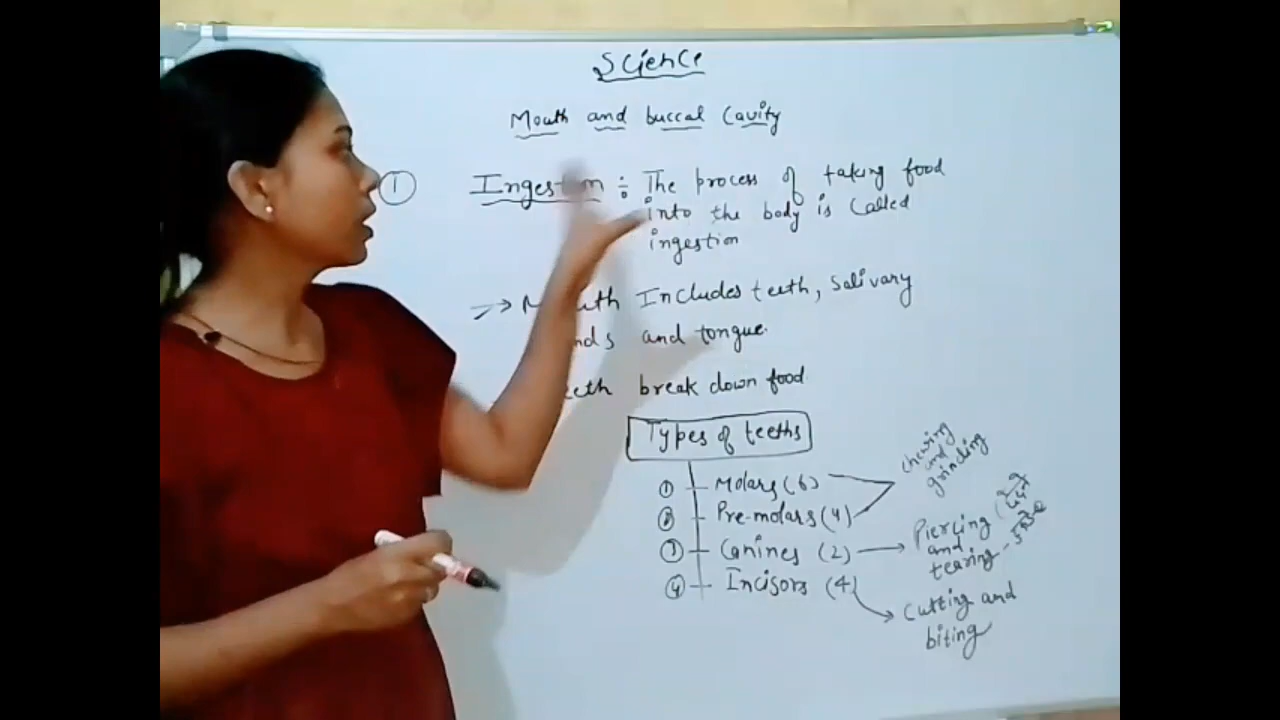 Science
Mouth and buccal Cavity
① Ingestion ÷ The process of taking food
into the body is called
ingestion
→ Includes teeth, Salivary
and tongue.
break down food.
Types of teeths
① Molars (6)
② Pre-molars (4)
chewing
and
grinding
③ Canines (2) → Piercing
and
tearing
④ Incisors (4) → Cutting and
biting